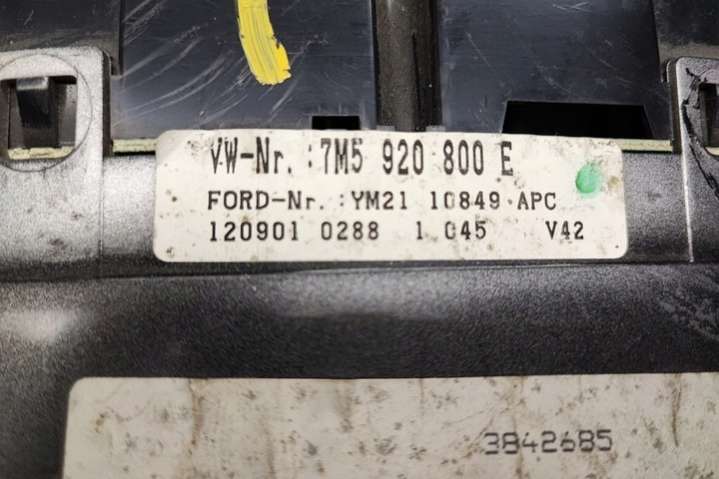 VW-Nr. :7M5 920 800 E
FORD-Nr. :YM21 10849 APC
120901 0288 1 045 V42
3842685